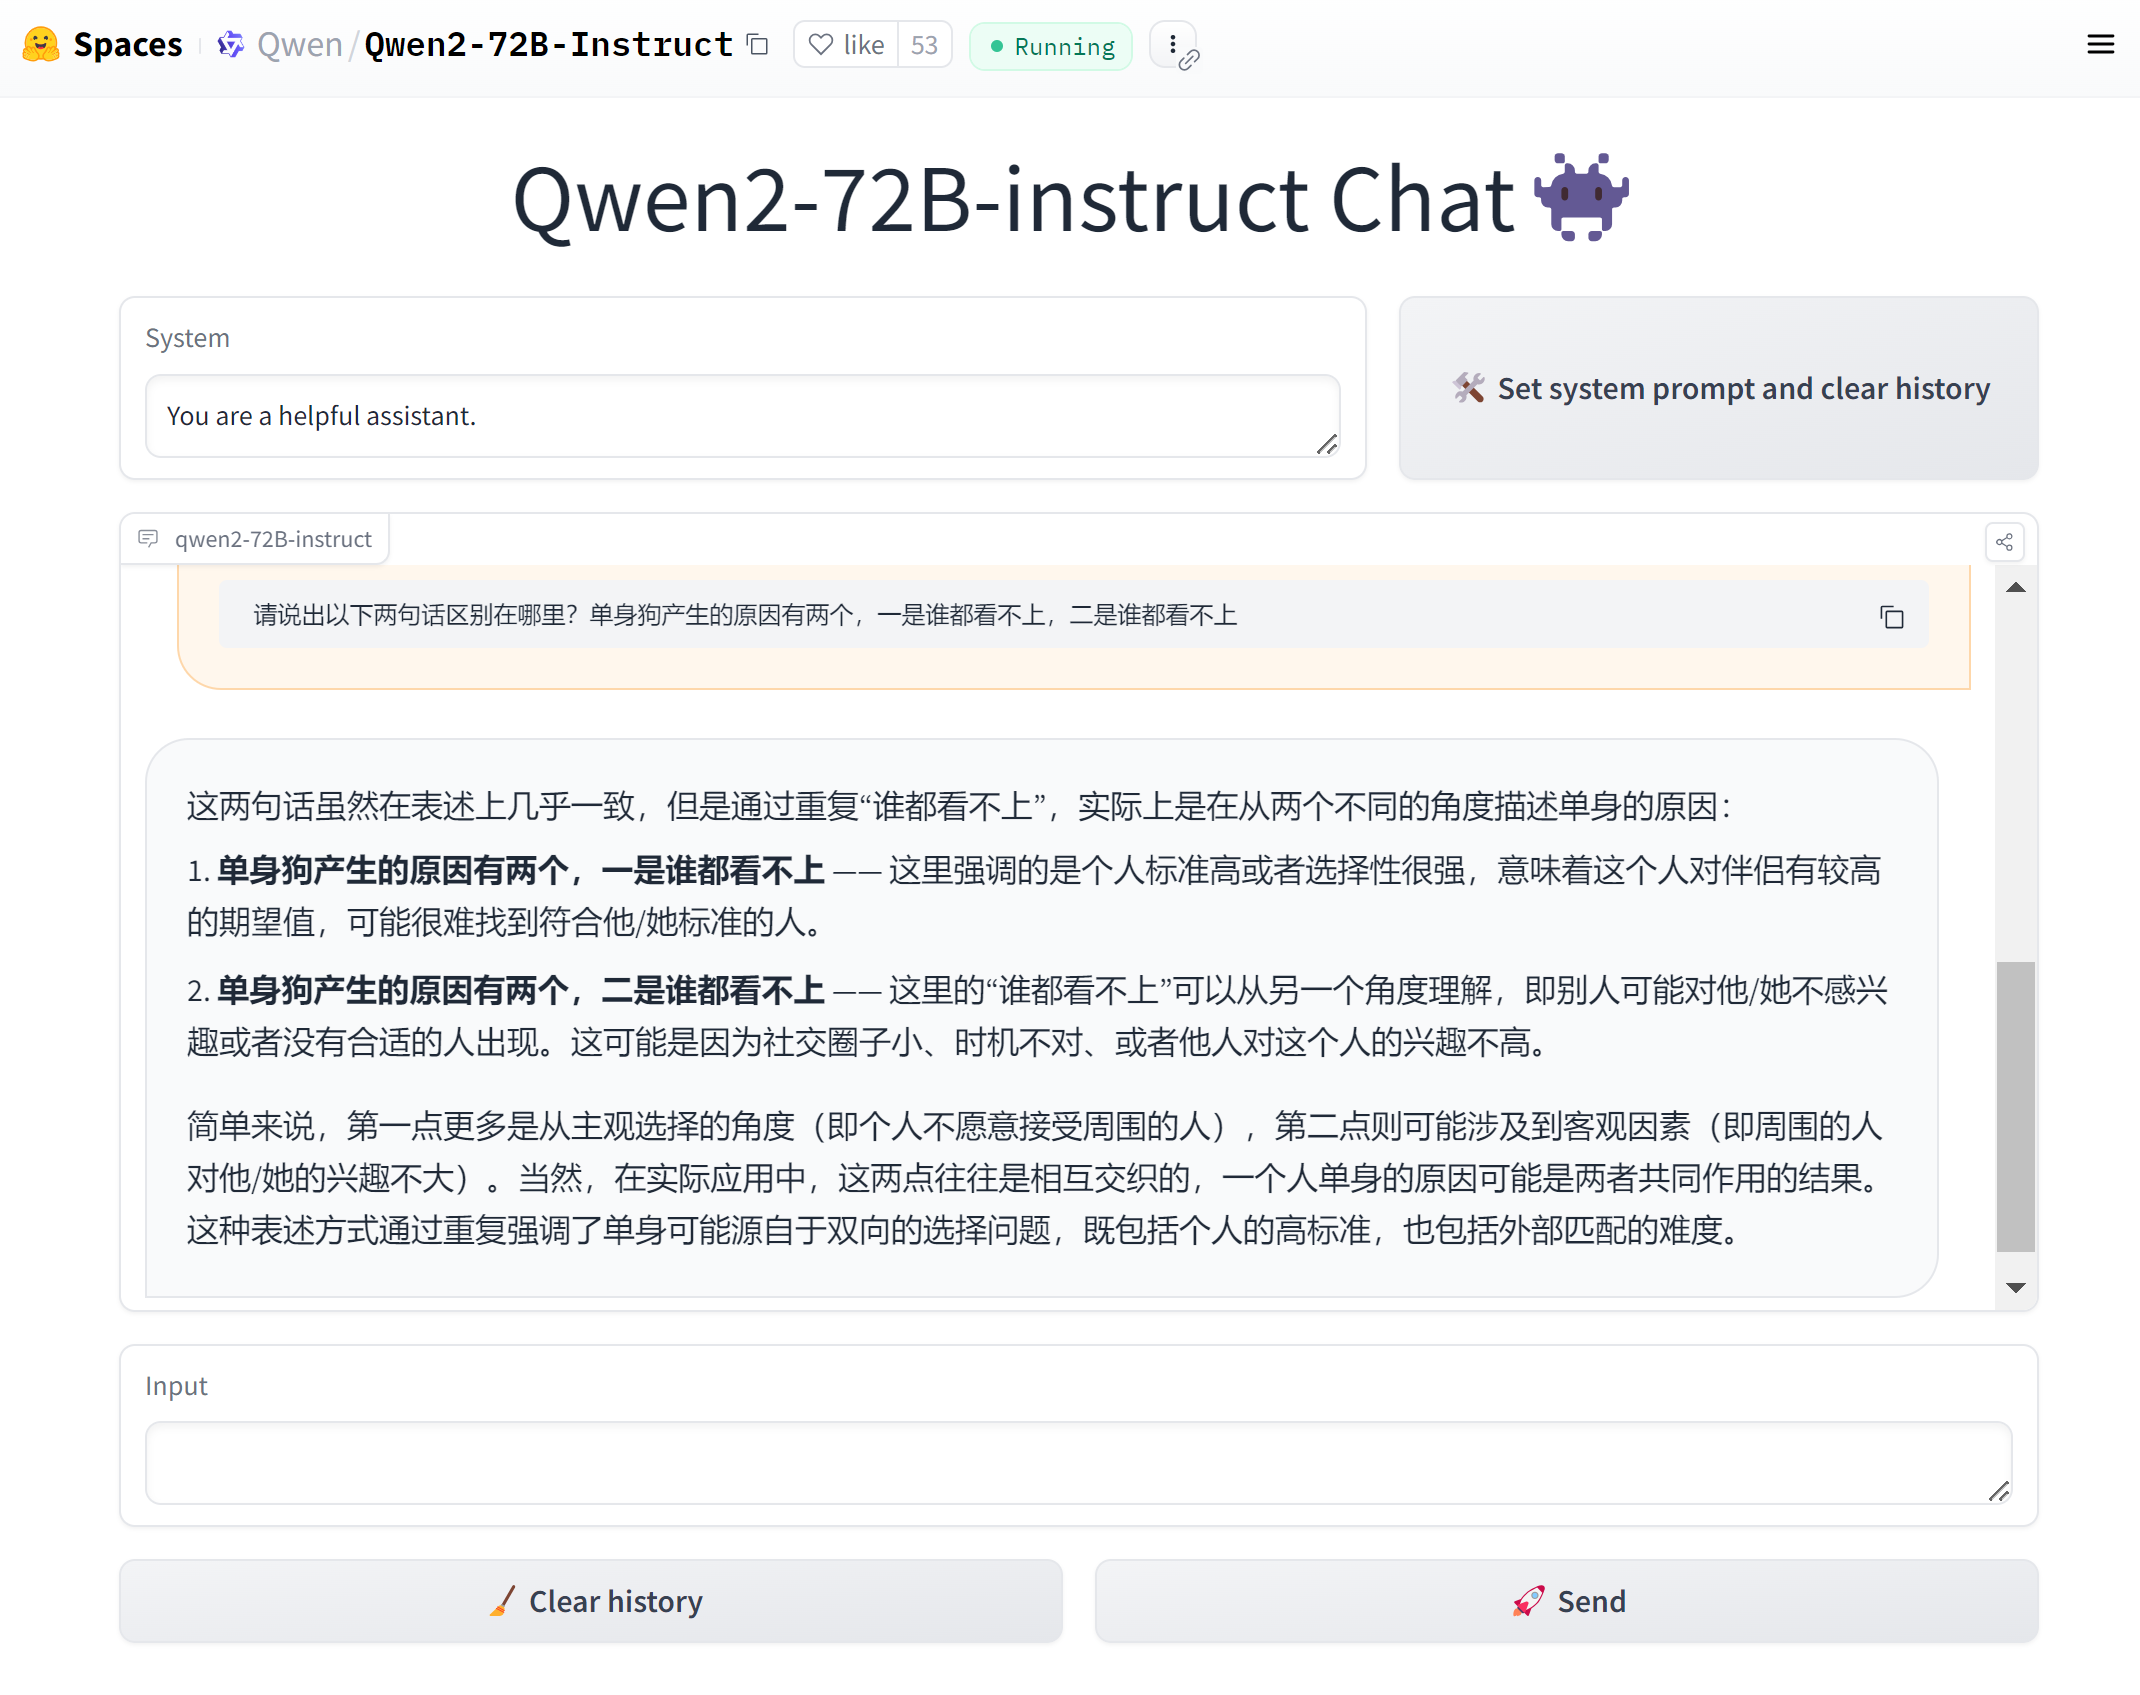 Spaces Qwen/Qwen2-72B-Instruct like 53 Running
Qwen2-72B-instruct Chat
System
You are a helpful assistant.
Set system prompt and clear history
qwen2-72B-instruct
请说出以下两句话区别在哪里？单身狗产生的原因有两个，一是谁都看不上，二是谁都看不上
这两句话虽然在表述上几乎一致，但是通过重复“谁都看不上”，实际上是在从两个不同的角度描述单身的原因：
1. 单身狗产生的原因有两个，一是谁都看不上 —— 这里强调的是个人标准高或者选择性很强，意味着这个人对伴侣有较高
的期望值，可能很难找到符合他/她标准的人。
2. 单身狗产生的原因有两个，二是谁都看不上 —— 这里的“谁都看不上”可以从另一个角度理解，即别人可能对他/她不感兴
趣或者没有合适的人出现。这可能是因为社交圈子小、时机不对、或者他人对这个人的兴趣不高。
简单来说，第一点更多是从主观选择的角度（即个人不愿意接受周围的人），第二点则可能涉及到客观因素（即周围的人
对他/她的兴趣不大）。当然，在实际应用中，这两点往往是相互交织的，一个人单身的原因可能是两者共同作用的结果。
这种表述方式通过重复强调了单身可能源自于双向的选择问题，既包括个人的高标准，也包括外部匹配的难度。
Input
Clear history
Send